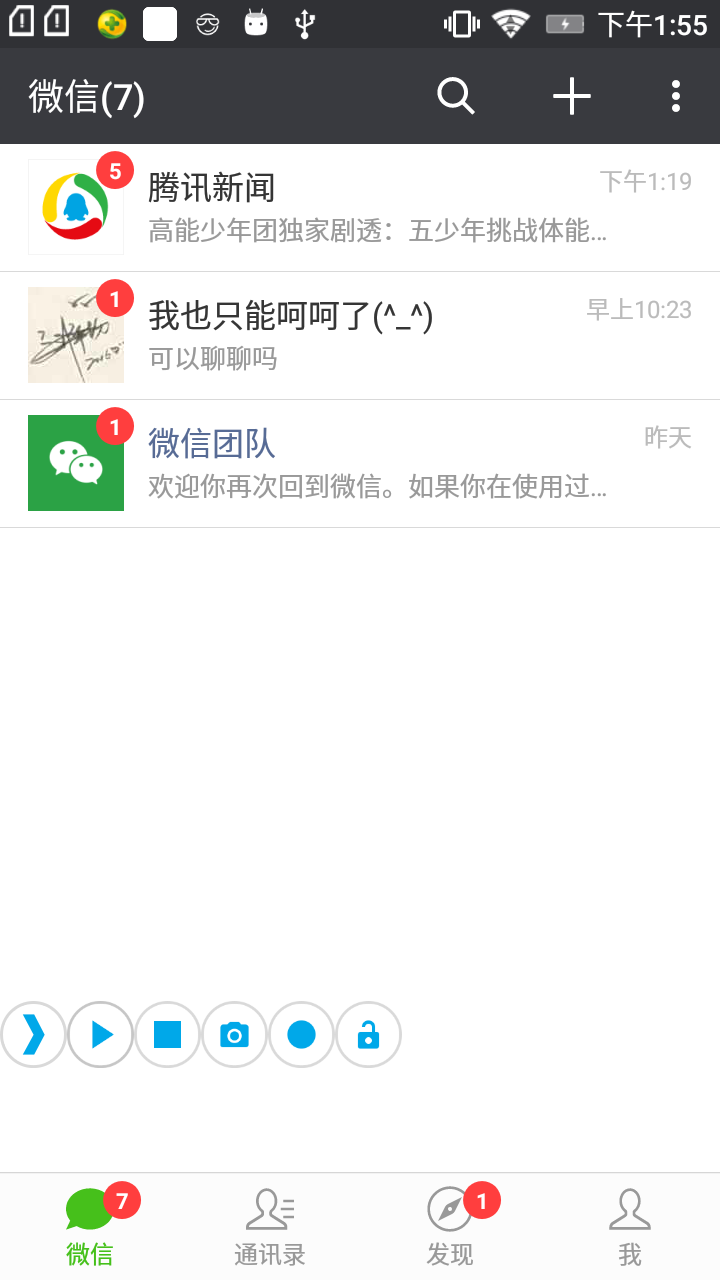 下午1:55
微信(7)
5
腾讯新闻
下午1:19
高能少年团独家剧透：五少年挑战体能...
1
我也只能呵呵了(^_^)
早上10:23
可以聊聊吗
1
微信团队
昨天
欢迎你再次回到微信。如果你在使用过...
7
1
微信
通讯录
发现
我